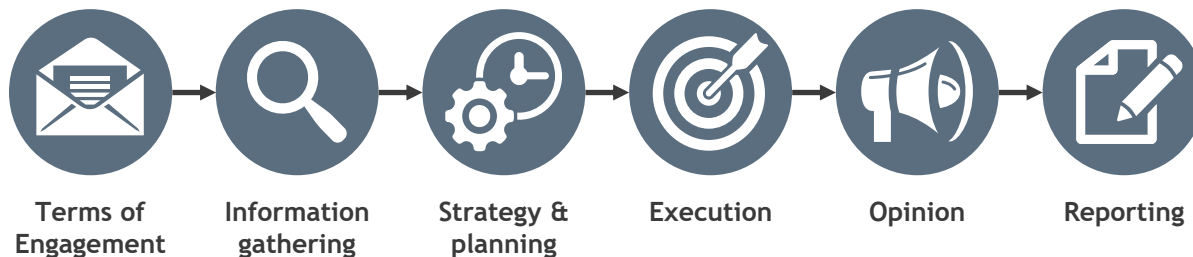 Terms of
Engagement
Information
gathering
Strategy &
planning
Execution
Opinion
Reporting